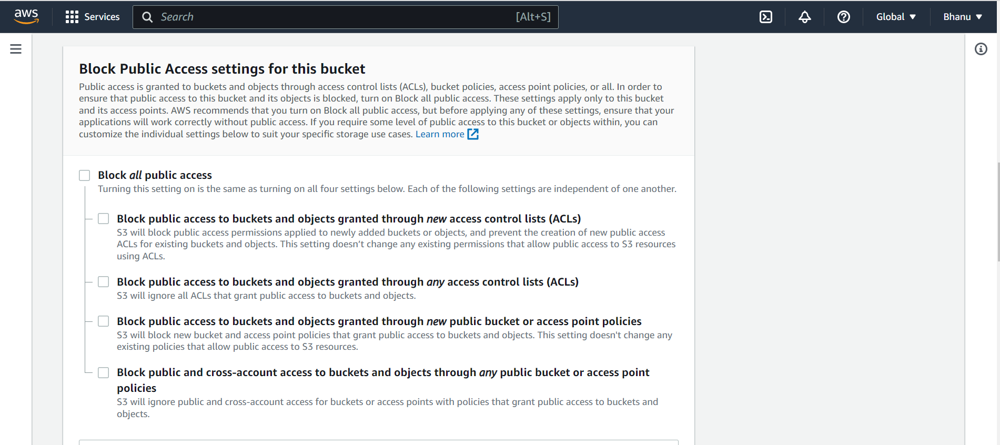 aws
Services
Search
[Alt+S]
Global
Bhanu
Block Public Access settings for this bucket
Public access is granted to buckets and objects through access control lists (ACLs), bucket policies, access point policies, or all. In order to
ensure that public access to this bucket and its objects is blocked, turn on Block all public access. These settings apply only to this bucket
and its access points. AWS recommends that you turn on Block all public access, but before applying any of these settings, ensure that your
applications will work correctly without public access. If you require some level of public access to this bucket or objects within, you can
customize the individual settings below to suit your specific storage use cases. Learn more
Block all public access
Turning this setting on is the same as turning on all four settings below. Each of the following settings are independent of one another.
Block public access to buckets and objects granted through new access control lists (ACLs)
S3 will block public access permissions applied to newly added buckets or objects, and prevent the creation of new public access
ACLs for existing buckets and objects. This setting doesn’t change any existing permissions that allow public access to S3 resources
using ACLs.
Block public access to buckets and objects granted through any access control lists (ACLs)
S3 will ignore all ACLs that grant public access to buckets and objects.
Block public access to buckets and objects granted through new public bucket or access point policies
S3 will block new bucket and access point policies that grant public access to buckets and objects. This setting doesn't change any
existing policies that allow public access to S3 resources.
Block public and cross-account access to buckets and objects through any public bucket or access point
policies
S3 will ignore public and cross-account access for buckets or access points with policies that grant public access to buckets and
objects.